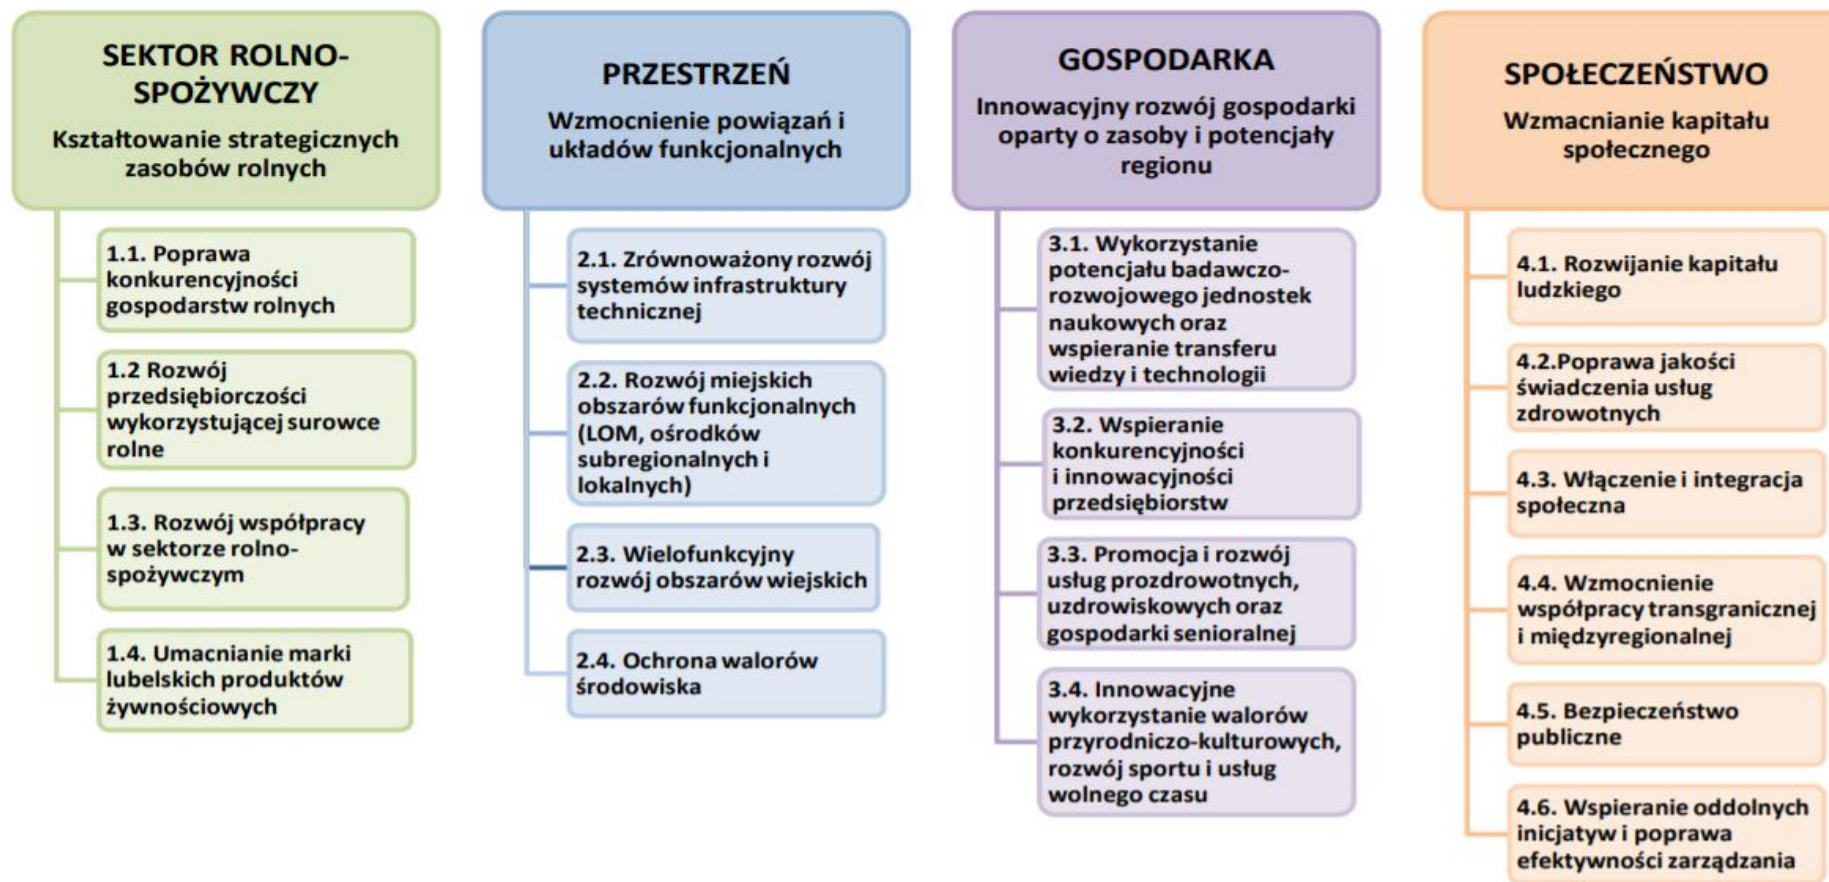 SEKTOR ROLNO-
SPOŻYWCZY
Kształtowanie strategicznych
zasobów rolnych
1.1. Poprawa
konkurencyjności
gospodarstw rolnych
1.2 Rozwój
przedsiębiorczości
wykorzystującej surowce
rolne
1.3. Rozwój współpracy
w sektorze rolno-
spożywczym
1.4. Umacnianie marki
lubelskich produktów
żywnościowych
PRZESTRZEŃ
Wzmocnienie powiązań i
układów funkcjonalnych
2.1. Zrównoważony rozwój
systemów infrastruktury
technicznej
2.2. Rozwój miejskich
obszarów funkcjonalnych
(LOM, ośrodków
subregionalnych i
lokalnych)
2.3. Wielofunkcyjny
rozwój obszarów wiejskich
2.4. Ochrona walorów
środowiska
GOSPODARKA
Innowacyjny rozwój gospodarki
oparty o zasoby i potencjały
regionu
3.1. Wykorzystanie
potencjału badawczo-
rozwojowego jednostek
naukowych oraz
wspieranie transferu
wiedzy i technologii
3.2. Wspieranie
konkurencyjności
i innowacyjności
przedsiębiorstw
3.3. Promocja i rozwój
usług prozdrowotnych,
uzdrowiskowych oraz
gospodarki senioralnej
3.4. Innowacyjne
wykorzystanie walorów
przyrodniczo-kulturowych,
rozwój sportu i usług
wolnego czasu
SPOŁECZEŃSTWO
Wzmacnianie kapitału
społecznego
4.1. Rozwijanie kapitału
ludzkiego
4.2.Poprawa jakości
świadczenia usług
zdrowotnych
4.3. Włączenie i integracja
społeczna
4.4. Wzmocnienie
współpracy transgranicznej
i międzyregionalnej
4.5. Bezpieczeństwo
publiczne
4.6. Wspieranie oddolnych
inicjatyw i poprawa
efektywności zarządzania